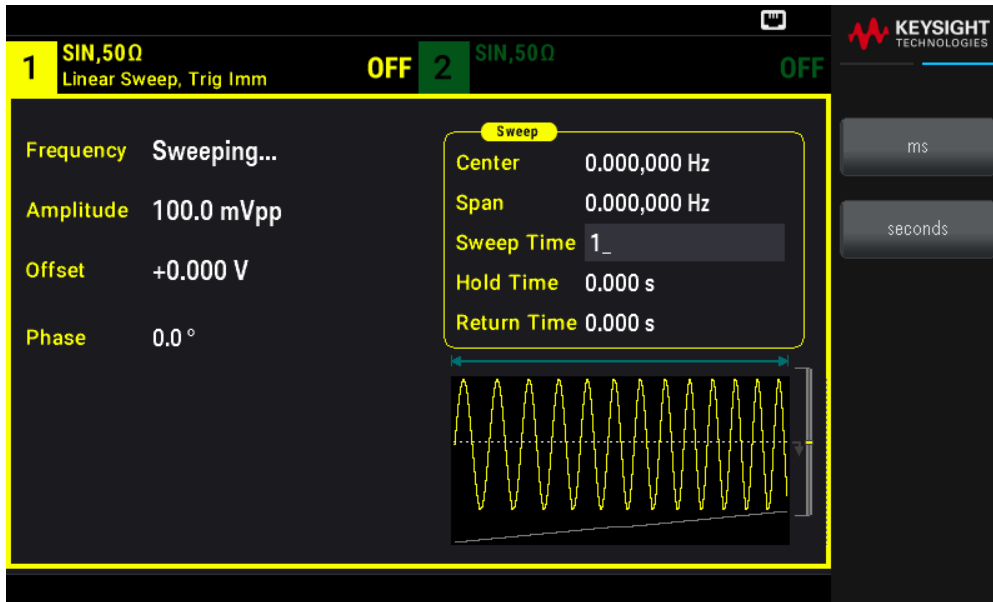 KEYSIGHT
TECHNOLOGIES
1 SIN,50Ω
Linear Sweep, Trig Imm
OFF
2 SIN,50Ω
OFF
Frequency Sweeping...
Amplitude 100.0 mVpp
Offset +0.000 V
Phase 0.0 °
Sweep
Center 0.000,000 Hz
Span 0.000,000 Hz
Sweep Time 1_
Hold Time 0.000 s
Return Time 0.000 s
ms
seconds